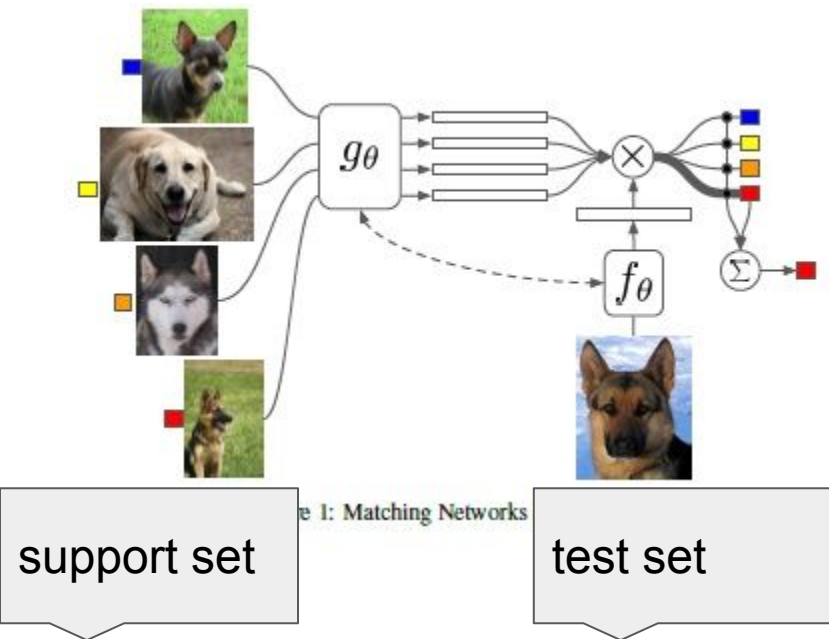 gθ
×
fθ
Σ
e 1: Matching Networks
support set
test set